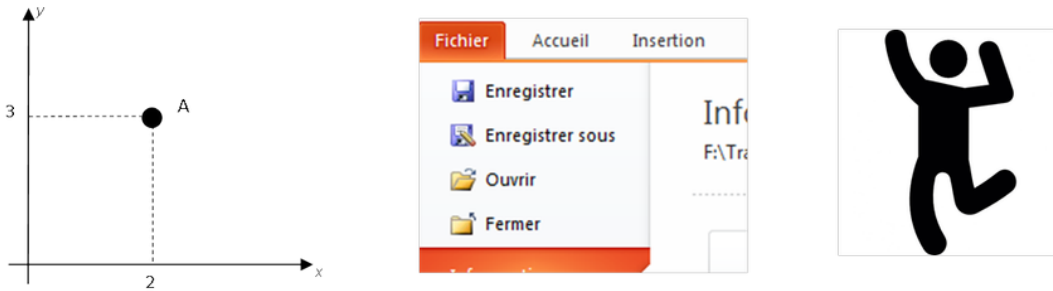 y
3
A
2
x
Fichier Accueil Insertion
Enregistrer
Enregistrer sous
Ouvrir
Fermer
F:\Tra